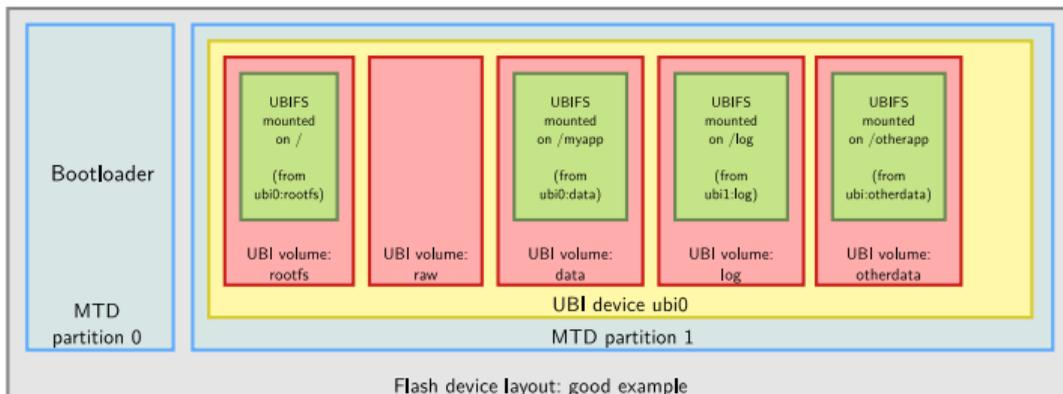 Bootloader
MTD
partition 0
UBIFS
mounted
on /
(from
ubi0:rootfs)
UBI volume:
rootfs
UBI volume:
raw
UBIFS
mounted
on /myapp
(from
ubi0:data)
UBI volume:
data
UBIFS
mounted
on /log
(from
ubi1:log)
UBI volume:
log
UBIFS
mounted
on /otherapp
(from
ubi:otherdata)
UBI volume:
otherdata
UBI device ubi0
MTD partition 1
Flash device layout: good example